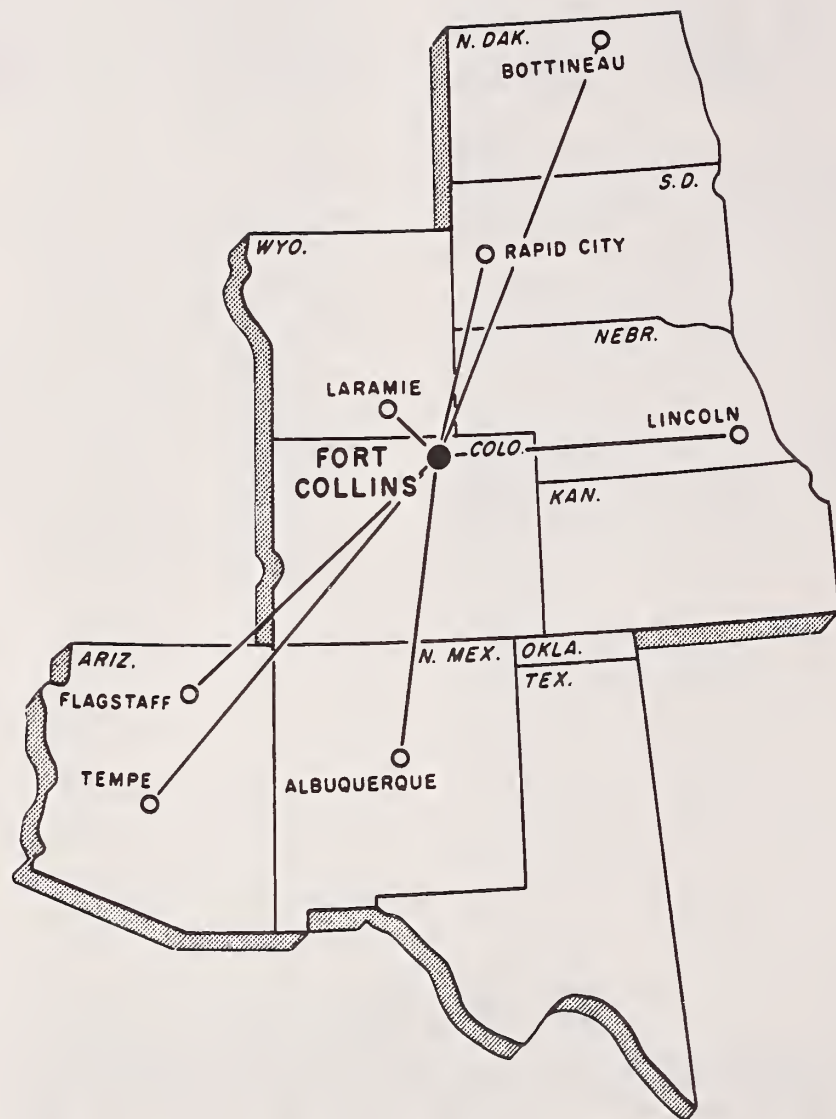 N. DAK.
BOTTINEAU
S.D.
WYO.
RAPID CITY
NEBR.
LARAMIE
LINCOLN
FORT
COLLINS
COLO.
KAN.
ARIZ.
N. MEX.
OKLA.
TEX.
FLAGSTAFF
TEMPE
ALBUQUERQUE